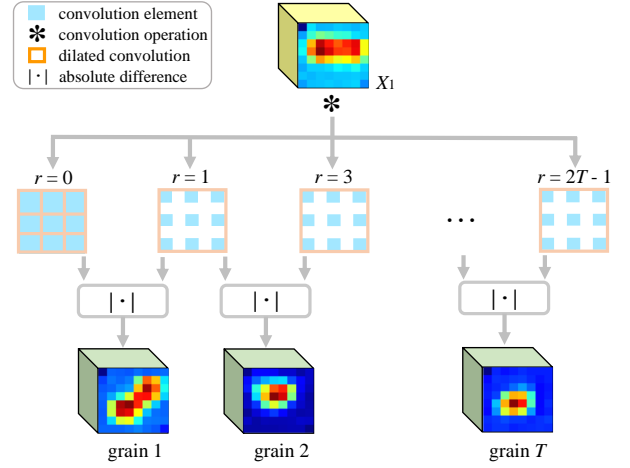 convolution element
* convolution operation
dilated convolution
|·| absolute difference
X1
*
r = 0
r = 1
r = 3
r = 2T - 1
...
|·|
|·|
|·|
grain 1
grain 2
grain T